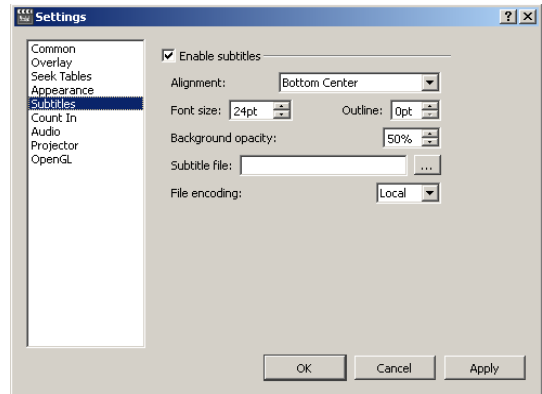 Settings
Common
Overlay
Seek Tables
Appearance
Subtitles
Count In
Audio
Projector
OpenGL
Enable subtitles
Alignment: Bottom Center
Font size: 24pt Outline: 0pt
Background opacity: 50%
Subtitle file: ...
File encoding: Local
OK Cancel Apply